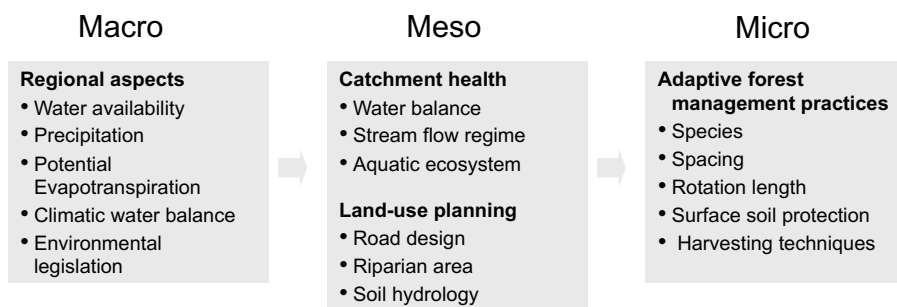 Macro
Regional aspects
• Water availability
• Precipitation
• Potential
Evapotranspiration
• Climatic water balance
• Environmental
legislation
Meso
Catchment health
• Water balance
• Stream flow regime
• Aquatic ecosystem
Land-use planning
• Road design
• Riparian area
• Soil hydrology
Micro
Adaptive forest
management practices
• Species
• Spacing
• Rotation length
• Surface soil protection
• Harvesting techniques